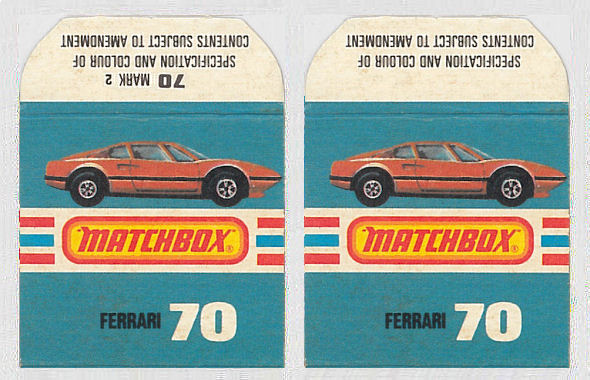 SPECIFICATION AND COLOUR OF
CONTENTS SUBJECT TO AMENDMENT
70 MARK 2
MATCHBOX®
FERRARI 70
SPECIFICATION AND COLOUR OF
CONTENTS SUBJECT TO AMENDMENT
MATCHBOX®
FERRARI 70